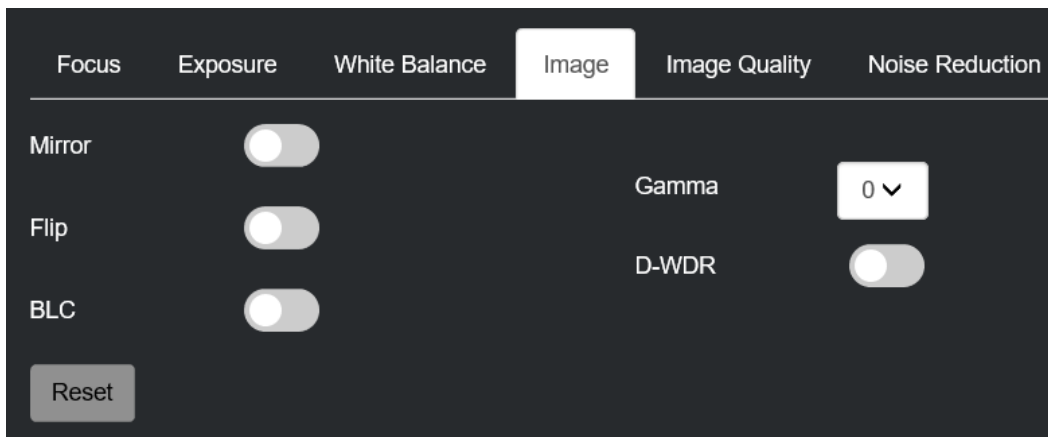 Focus Exposure White Balance Image Image Quality Noise Reduction
Mirror
Gamma 0
Flip
D-WDR
BLC
Reset